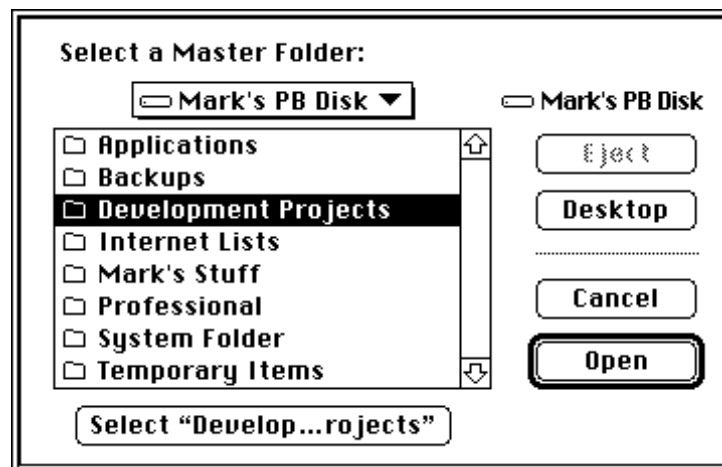 Select a Master Folder:
Mark's PB Disk
Mark's PB Disk
Applications
Backups
Development Projects
Internet Lists
Mark's Stuff
Professional
System Folder
Temporary Items
Eject
Desktop
Cancel
Open
Select “Develop...rojects”